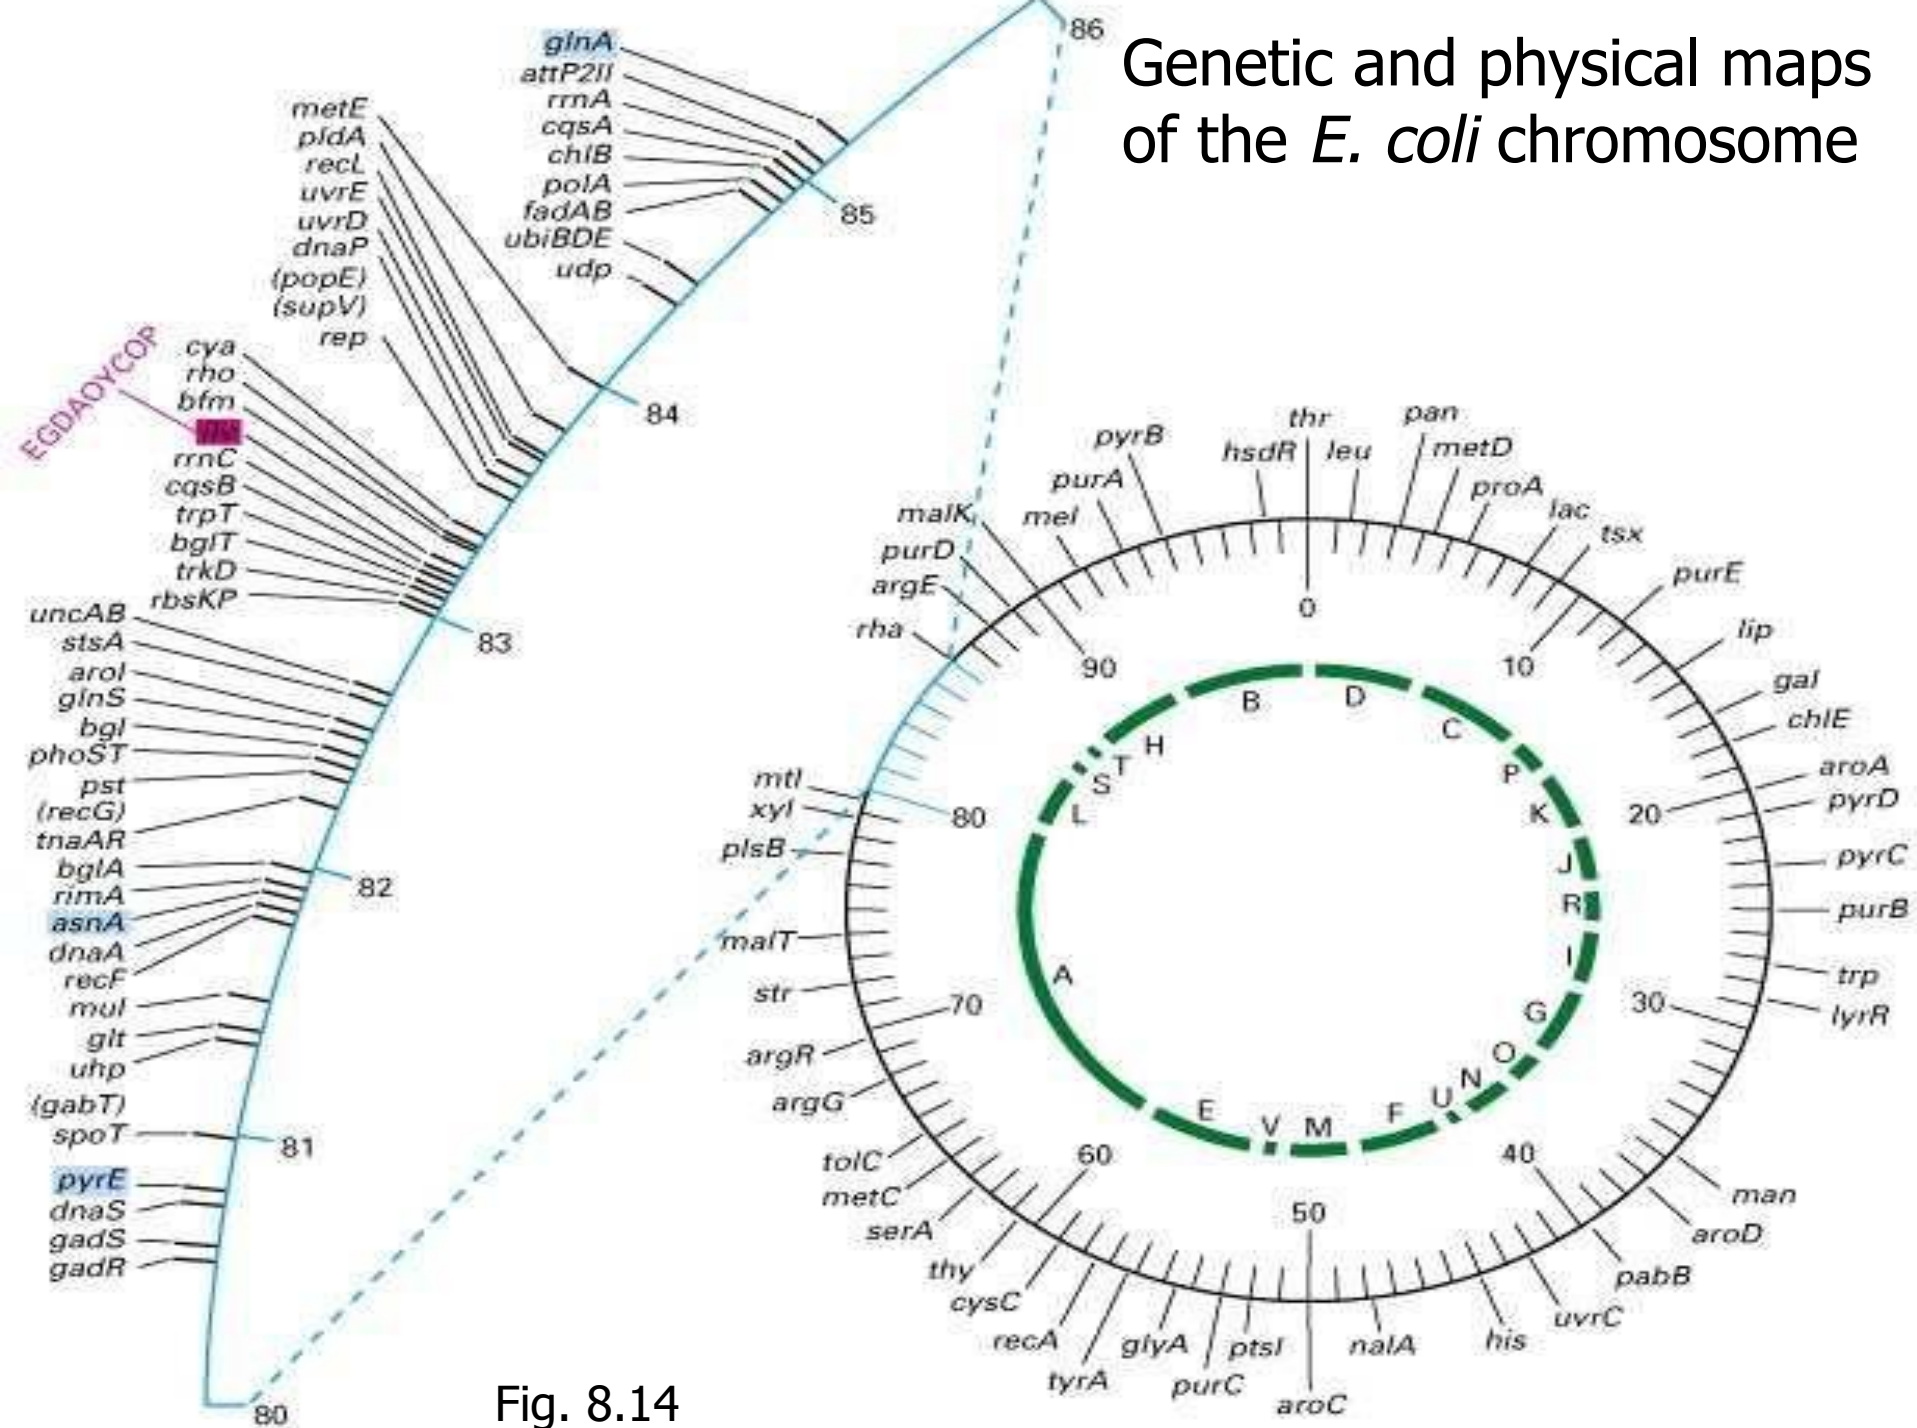 Genetic and physical maps
of the E. coli chromosome
86
glnA
attP2II
rrnA
cqsA
chlB
polA
fadAB
ubiBDE
udp
85
metE
pldA
recL
uvrE
uvrD
dnaP
(popE)
(supV)
rep
84
EGDAOYCOP
cya
rho
bfm
rrnC
cqsB
trpT
bglT
trkD
rbsKP
83
uncAB
stsA
aroI
glnS
bgl
phoST
pst
(recG)
tnaAR
bglA
rimA
asnA
dnaA
recF
82
mul
glt
uhp
(gabT)
spoT
81
pyrE
dnaS
gadS
gadR
80
thr
leu
pan
metD
proA
lac
tsx
purE
lip
gal
chlE
aroA
pyrD
pyrC
purB
trp
lyrR
man
aroD
pabB
uvrC
his
nalA
aroC
ptsI
purC
glyA
tyrA
recA
cysC
thy
serA
metC
tolC
argG
argR
str
malT
plsB
xyl
mtl
rha
argE
purD
malK
mel
purA
pyrB
hsdR
0
10
20
30
40
50
60
70
80
90
B
D
C
P
K
J
R
I
G
O
N
U
F
M
V
E
A
L
S
T
H
Fig. 8.14